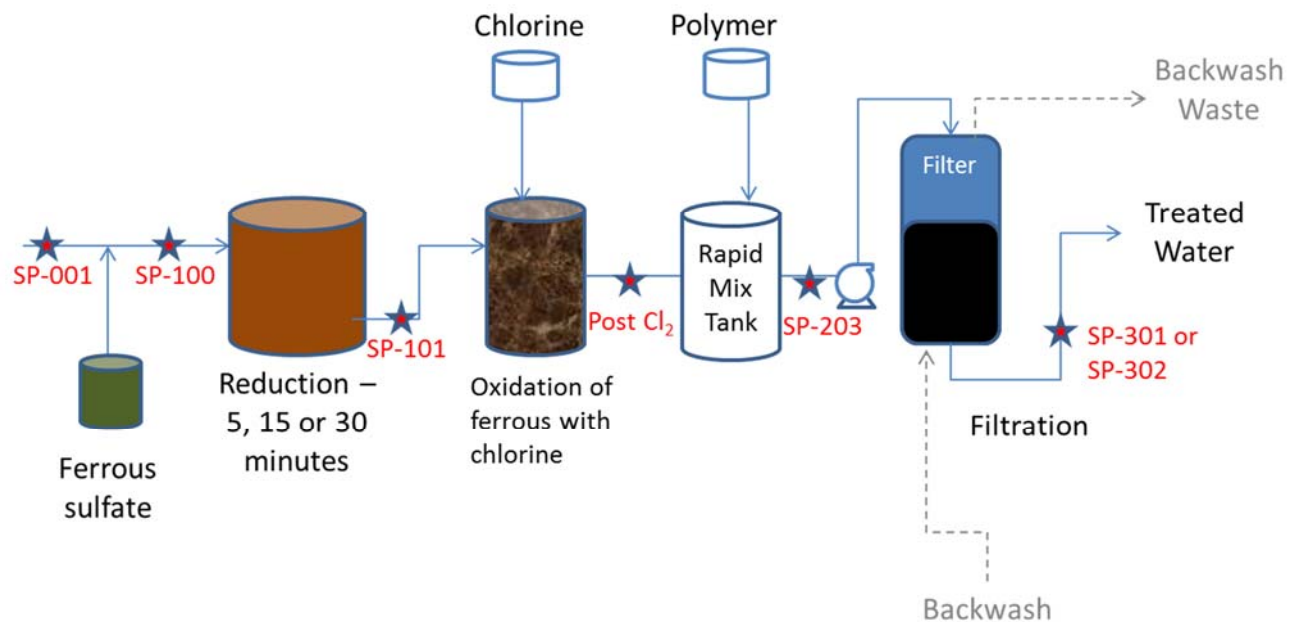 Chlorine
Polymer
Backwash
Waste
Filter
Treated
Water
SP-001
SP-100
SP-101
Rapid
Mix
Tank
Post Cl₂
SP-203
SP-301 or
SP-302
Reduction –
5, 15 or 30
minutes
Oxidation of
ferrous with
chlorine
Filtration
Ferrous
sulfate
Backwash